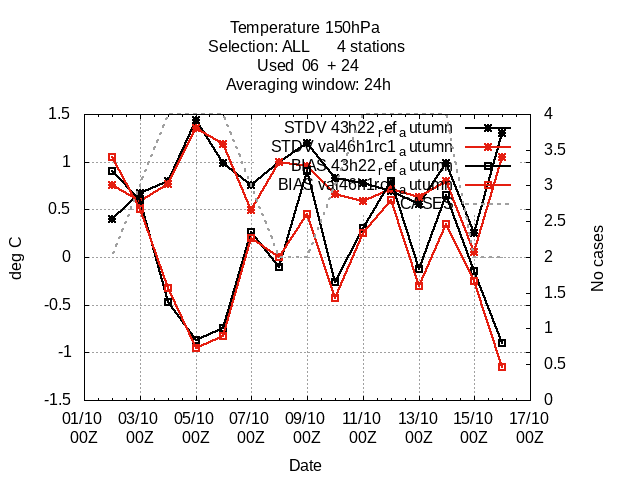 Temperature 150hPa
Selection: ALL 4 stations
Used 06 + 24
Averaging window: 24h
STDV 43h22_ref_autumn
STDV val46h1rc1_autumn
BIAS 43h22_ref_autumn
BIAS val46h1rc1_autumn
CASES
1.5
1
0.5
0
-0.5
-1
-1.5
deg C
4
3.5
3
2.5
2
1.5
1
0.5
0
No cases
01/10 03/10 05/10 07/10 09/10 11/10 13/10 15/10 17/10
00Z 00Z 00Z 00Z 00Z 00Z 00Z 00Z 00Z
Date